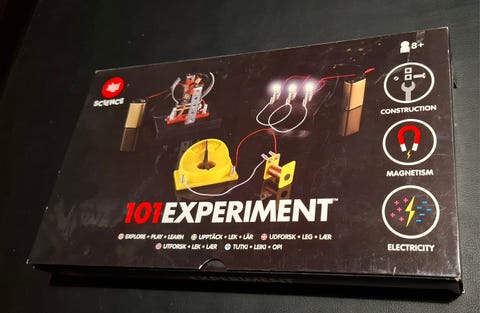 8+
SCIENCE
CONSTRUCTION
MAGNETISM
ELECTRICITY
101EXPERIMENT™
EXPLORE • PLAY • LEARN UPPTÄCK • LEK • LÄR UDFORSK • LEG • LÆR
UTFORSK • LEK • LÆR TUTKI • LEIKI • OPI!
EXPERIMENT